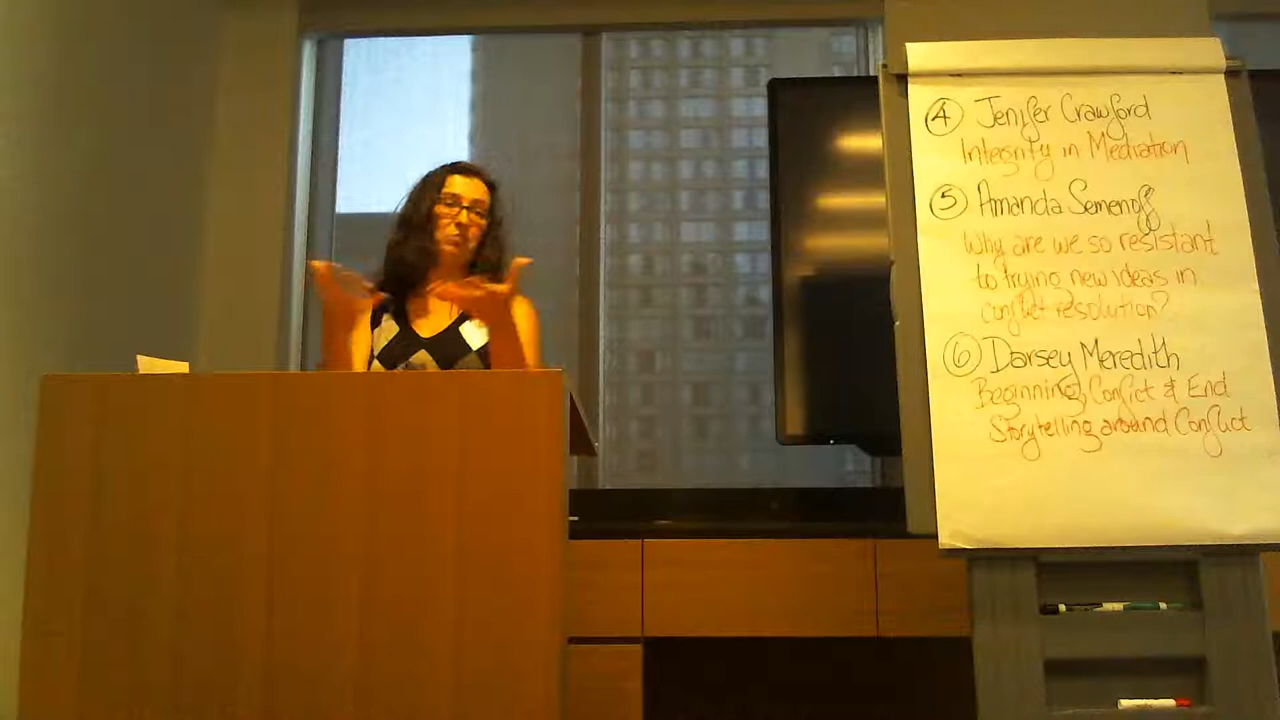 ④ Jenifer Crawford
Integrity in Mediation
⑤ Amanda Semenoff
Why are we so resistant
to trying new ideas in
conflict resolution?
⑥ Dorsey Meredith
Beginning, Conflict & End
Storytelling around Conflict